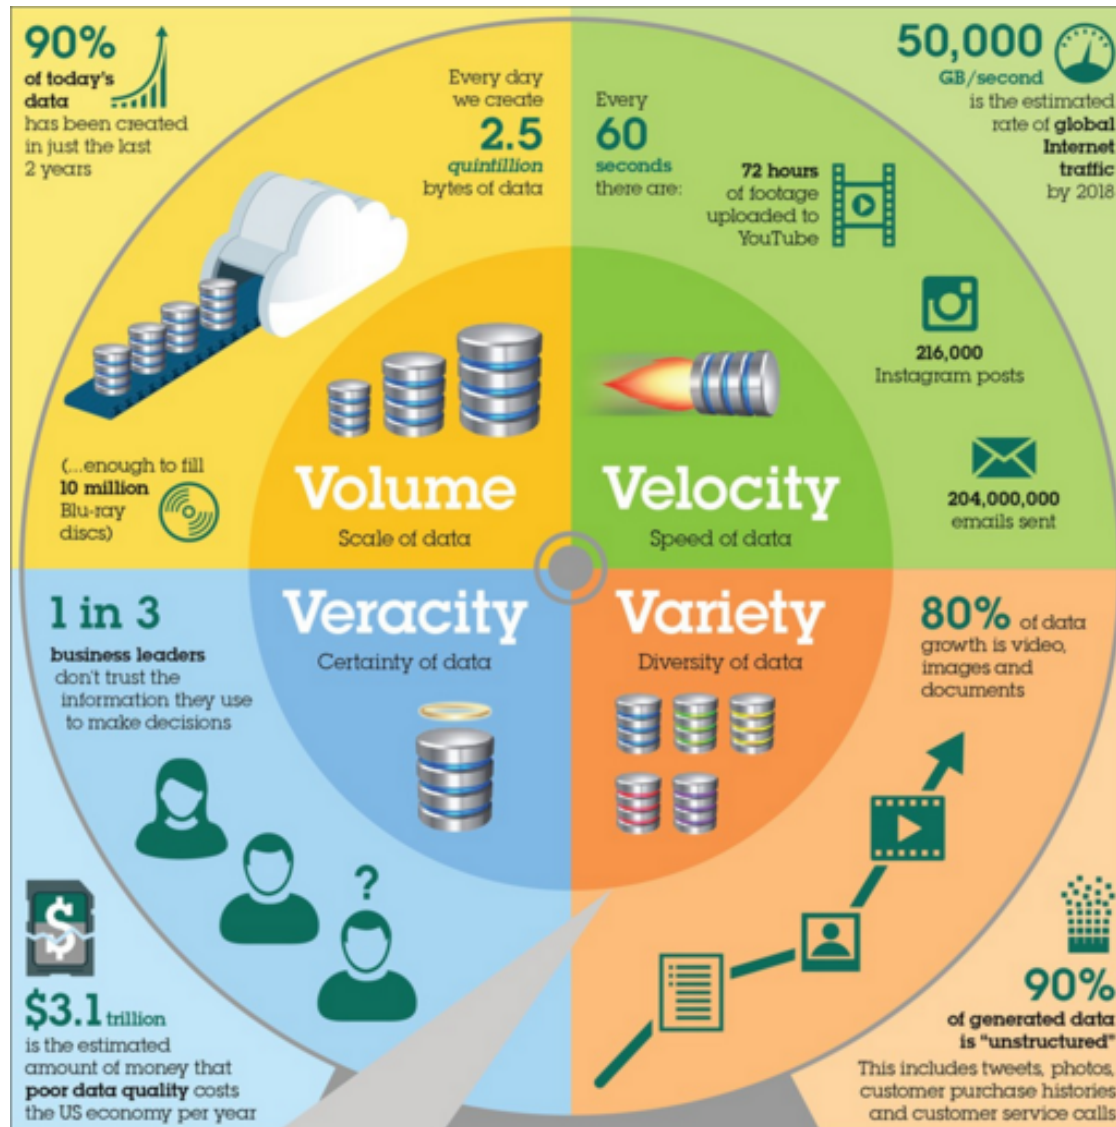 90%
of today's
data
has been created
in just the last
2 years
Every day
we create
2.5
quintillion
bytes of data
(...enough to fill
10 million
Blu-ray
discs)
Volume
Scale of data
Every
60
seconds
there are:
72 hours
of footage
uploaded to
YouTube
50,000
GB/second
is the estimated
rate of global
Internet
traffic
by 2018
216,000
Instagram posts
204,000,000
emails sent
Velocity
Speed of data
1 in 3
business leaders
don't trust the
information they use
to make decisions
Veracity
Certainty of data
?
$
$3.1 trillion
is the estimated
amount of money that
poor data quality costs
the US economy per year
Variety
Diversity of data
80% of data
growth is video,
images and
documents
90%
of generated data
is "unstructured"
This includes tweets, photos,
customer purchase histories
and customer service calls